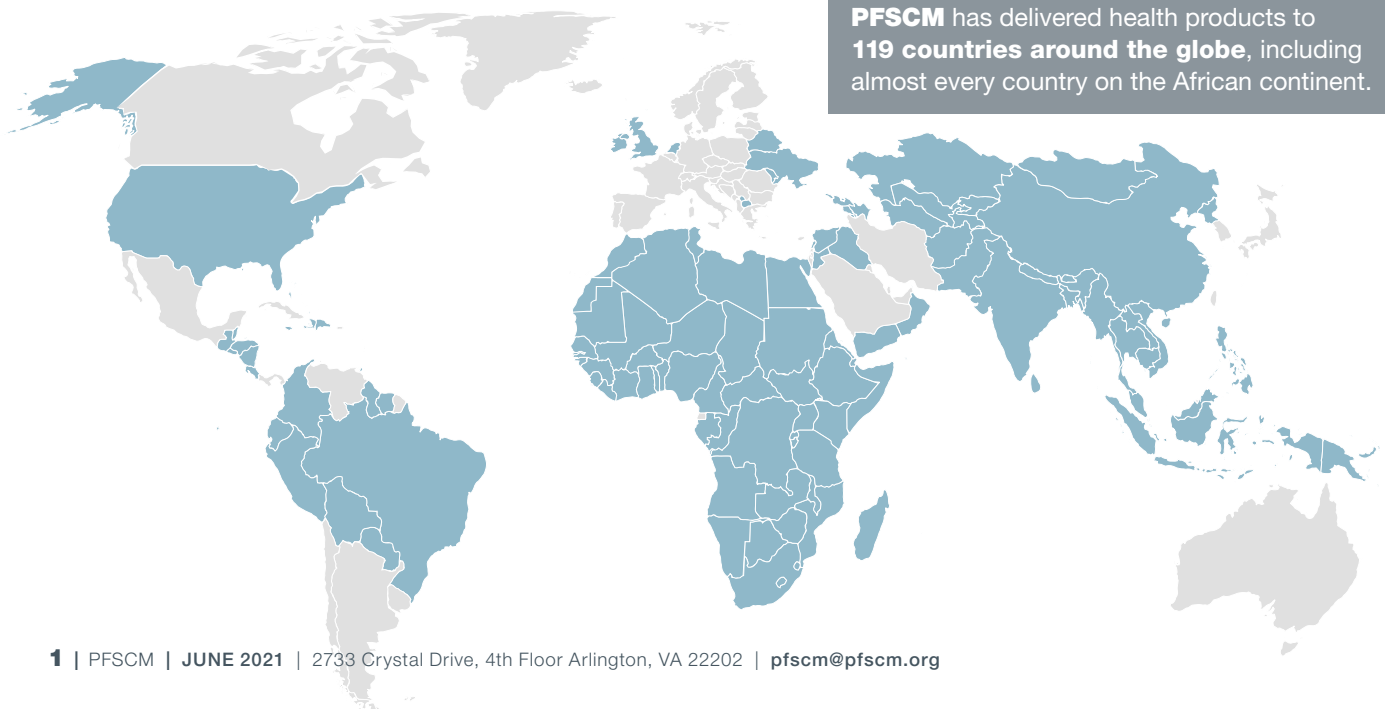 PFSCM has delivered health products to
119 countries around the globe, including
almost every country on the African continent.
1 | PFSCM | JUNE 2021 | 2733 Crystal Drive, 4th Floor Arlington, VA 22202 | pfscm@pfscm.org